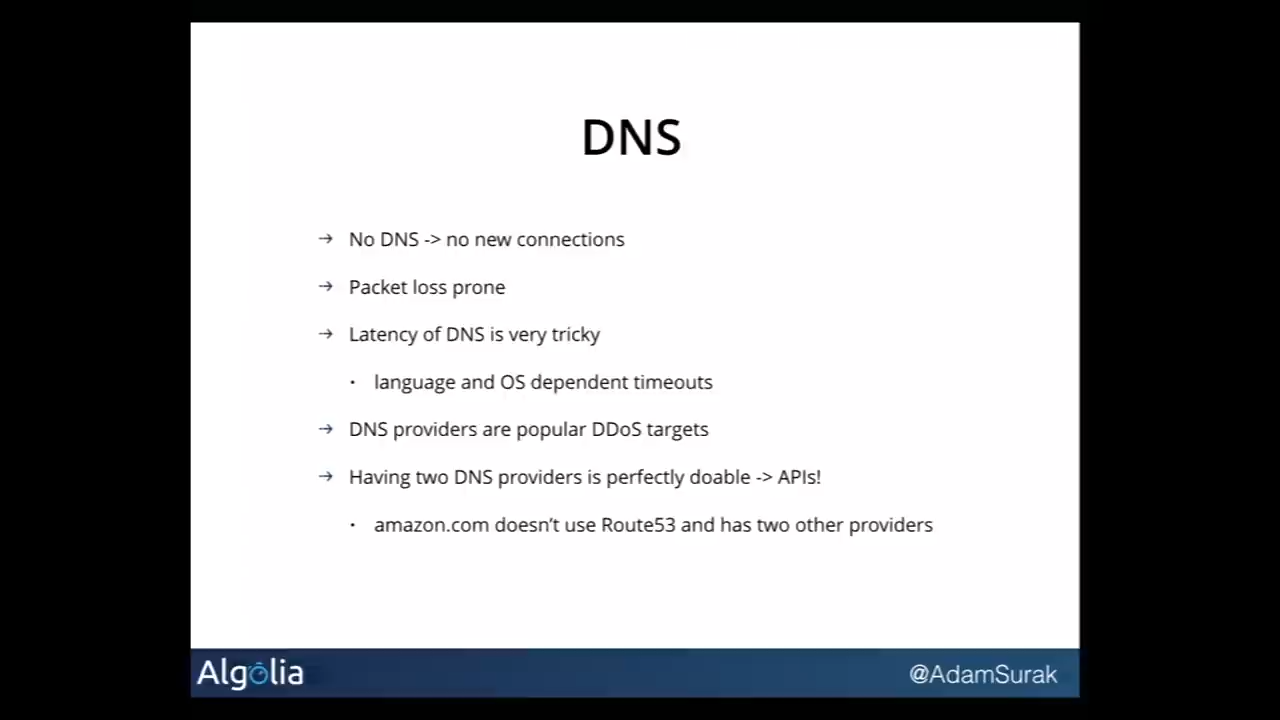 DNS
→ No DNS -> no new connections
→ Packet loss prone
→ Latency of DNS is very tricky
· language and OS dependent timeouts
→ DNS providers are popular DDoS targets
→ Having two DNS providers is perfectly doable -> APIs!
· amazon.com doesn't use Route53 and has two other providers
Algolia
@AdamSurak